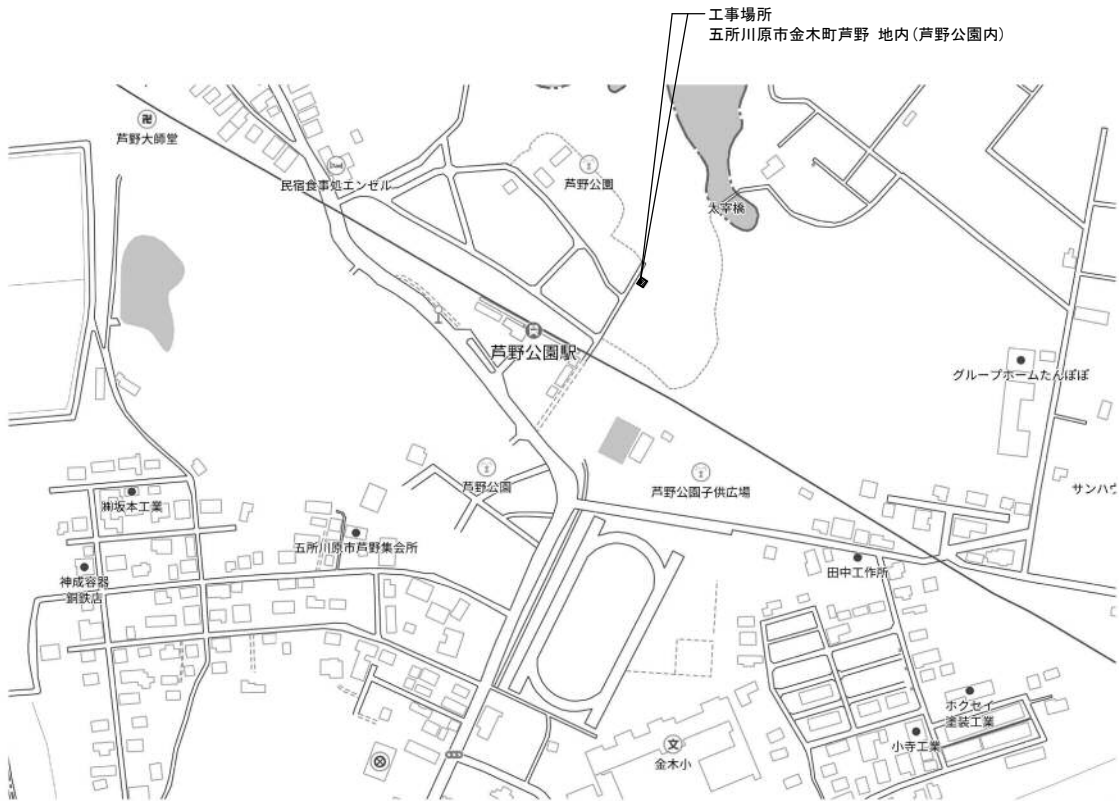 工事場所
五所川原市金木町芦野 地内(芦野公園内)
卍
芦野大師堂
民宿食事処エンゼル
芦野公園
太宰橋
芦野公園駅
グループホームたんぽぽ
芦野公園
芦野公園子供広場
サンハウ
㈱坂本工業
五所川原市芦野集会所
田中工作所
神成容器
銅鉄店
ホクセイ
塗装工業
小寺工業
文
金木小